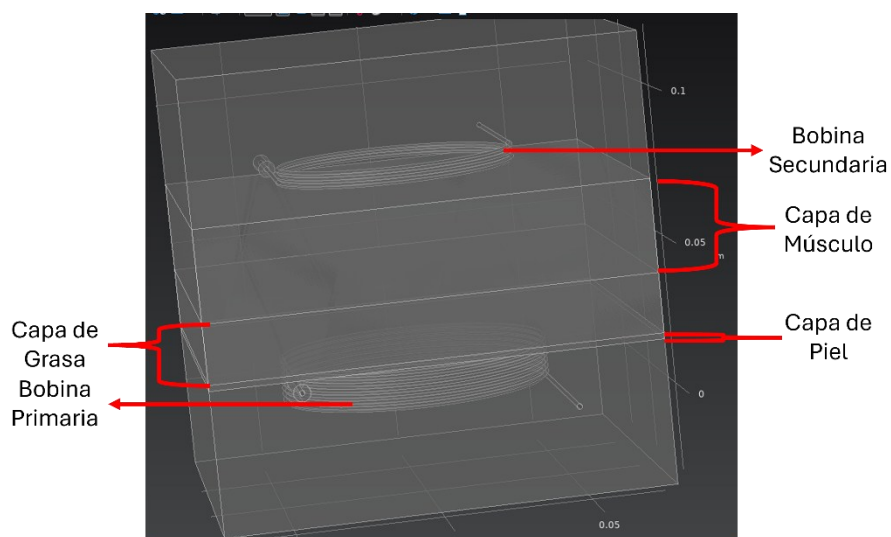 0.1
Bobina
Secundaria
Capa de
Músculo
0.05
m
Capa de
Piel
Capa de
Grasa
Bobina
Primaria
0
0.05